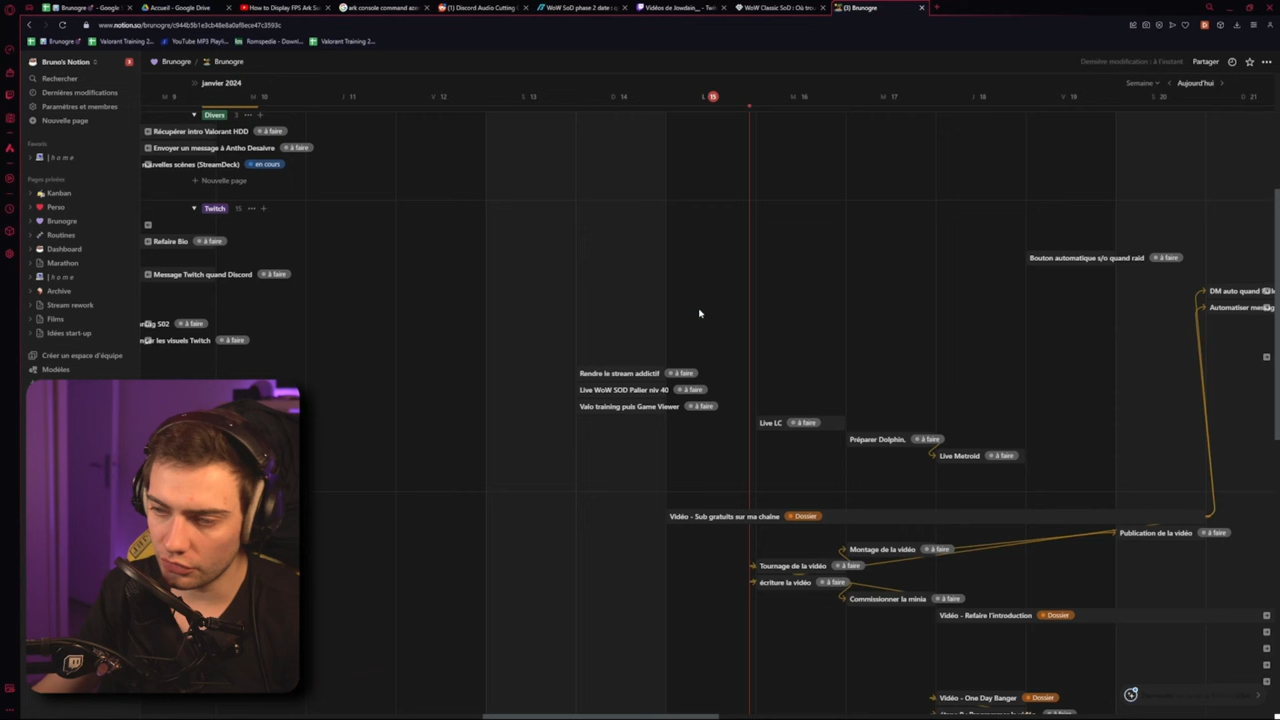 Brunogre
Accueil - Google Drive
How to Display FPS Ark Su
ark console command
Discord Audio Cutting
WoW SoD phase 2 date
Vidéos de Jowdain__ - Twitch
WoW Classic SoD : Où
(3) Brunogre
www.notion.so/brunogre/
Brunogre
Valorant Training 2...
YouTube MP3 Playli...
Romspedia - Downl...
Valorant Training 2...
Bruno's Notion
3
Brunogre / Brunogre
Dernière modification : à l'instant
Partager
Rechercher
Dernières modifications
Paramètres et membres
Nouvelle page
Favoris
[ h o m e
Pages privées
Kanban
Perso
Brunogre
Routines
Dashboard
Marathon
[ h o m e
Archive
Stream rework
Films
Idées start-up
Créer un espace d'équipe
Modèles
janvier 2024
Semaine
Aujourd'hui
M 9
M 10
J 11
V 12
S 13
D 14
L 15
M 16
M 17
J 18
V 19
S 20
D 21
Divers 3
Récupérer intro Valorant HDD à faire
Envoyer un message à Antho Desaivre à faire
ouvelles scènes (StreamDeck) en cours
Nouvelle page
Twitch 15
Refaire Bio à faire
Bouton automatique s/o quand raid à faire
Message Twitch quand Discord à faire
DM auto quand
Automatiser
S02 à faire
les visuels Twitch à faire
Rendre le stream addictif à faire
Live WoW SOD Palier niv 40 à faire
Valo training puis Game Viewer à faire
Live LC à faire
Préparer Dolphin, à faire
Live Metroid à faire
Vidéo - Sub gratuits sur ma chaîne Dossier
Publication de la vidéo à faire
Montage de la vidéo à faire
Tournage de la vidéo à faire
écriture la vidéo à faire
Commissionner la minia à faire
Vidéo - Refaire l'introduction Dossier
Vidéo - One Day Banger Dossier